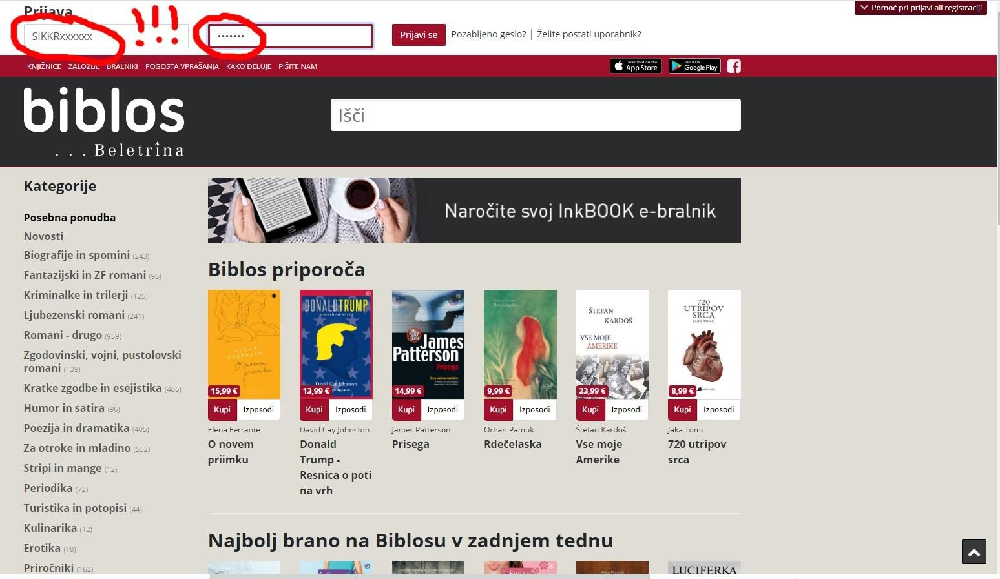 Prijava
Pomoč pri prijavi ali registraciji
SIKKRxxxxxx
!!!
•••••••
Prijavi se
Pozabljeno geslo? | Želite postati uporabnik?
KNJIŽNICE ZALOŽBE BRALNIKI POGOSTA VPRAŠANJA KAKO DELUJE PIŠITE NAM
Download on the
App Store
GET IT ON
Google Play
biblos
. . . Beletrina
Išči
Kategorije
Posebna ponudba
Novosti
Biografije in spomini (243)
Fantazijski in ZF romani (95)
Kriminalke in trilerji (125)
Ljubezenski romani (241)
Romani - drugo (959)
Zgodovinski, vojni, pustolovski
romani (139)
Kratke zgodbe in esejistika (406)
Humor in satira (96)
Poezija in dramatika (405)
Za otroke in mladino (552)
Stripi in mange (12)
Periodika (72)
Turistika in potopisi (44)
Kulinarika (12)
Erotika (18)
Priročniki (162)
Naročite svoj InkBOOK e-bralnik
Biblos priporoča
ELENA
FERRANTE
O novem
priimku
15,99 €
Kupi Izposodi
Elena Ferrante
O novem
priimku
DONALD TRUMP
David Cay Johnston
13,99 €
Kupi Izposodi
David Cay Johnston
Donald
Trump -
Resnica o poti
na vrh
James
Patterson
Prisega
14,99 €
Kupi Izposodi
James Patterson
Prisega
Orhan Pamuk
Rdečelaska
9,99 €
Kupi Izposodi
Orhan Pamuk
Rdečelaska
ŠTEFAN
KARDOŠ
VSE MOJE
AMERIKE
23,99 €
Kupi Izposodi
Štefan Kardoš
Vse moje
Amerike
720
UTRIPOV
SRCA
JAKA TOMC
8,99 €
Kupi Izposodi
Jaka Tomc
720 utripov
srca
Najbolj brano na Biblosu v zadnjem tednu
LUCIFERKA